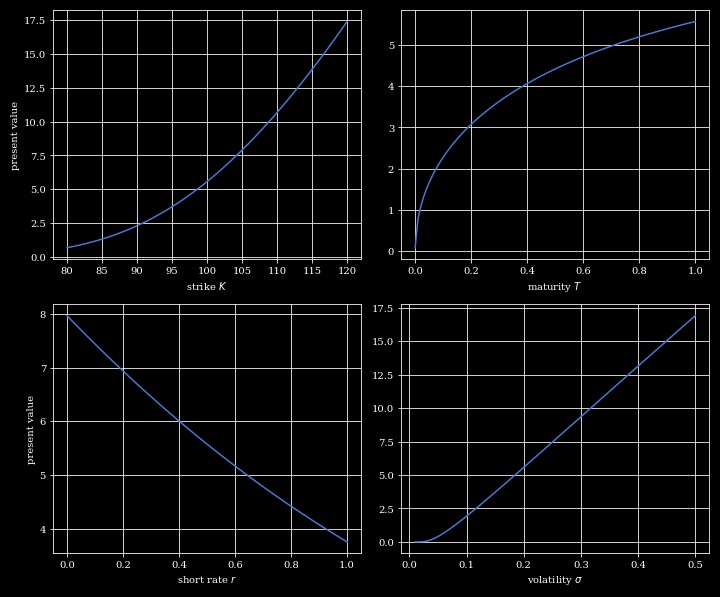 17.5
15.0
12.5
10.0
7.5
5.0
2.5
0.0
present value
80 85 90 95 100 105 110 115 120
strike K
5
4
3
2
1
0
0.0 0.2 0.4 0.6 0.8 1.0
maturity T
8
7
6
5
4
present value
0.0 0.2 0.4 0.6 0.8 1.0
short rate r
17.5
15.0
12.5
10.0
7.5
5.0
2.5
0.0
0.0 0.1 0.2 0.3 0.4 0.5
volatility σ